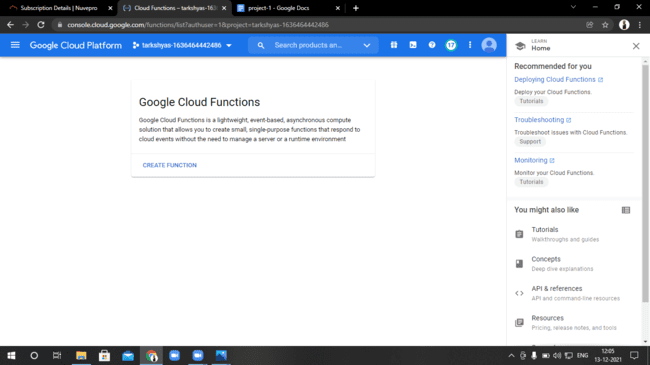 Subscription Details | Nuvepro
Cloud Functions – tarkshyas-1636
project-1 - Google Docs
console.cloud.google.com/functions/list?authuser=1&project=tarkshyas-1636464442486
Google Cloud Platform
tarkshyas-1636464442486
Search products an...
17
LEARN
Home
Google Cloud Functions
Google Cloud Functions is a lightweight, event-based, asynchronous compute
solution that allows you to create small, single-purpose functions that respond to
cloud events without the need to manage a server or a runtime environment
CREATE FUNCTION
Recommended for you
Deploying Cloud Functions
Deploy your Cloud Functions.
Tutorials
Troubleshooting
Troubleshoot issues with Cloud Functions.
Support
Monitoring
Monitor your Cloud Functions.
Tutorials
You might also like
Tutorials
Walkthroughs and guides
Concepts
Deep dive explanations
API & references
API and command-line resources
Resources
Pricing, release notes, and tools
ENG
12:05
13-12-2021